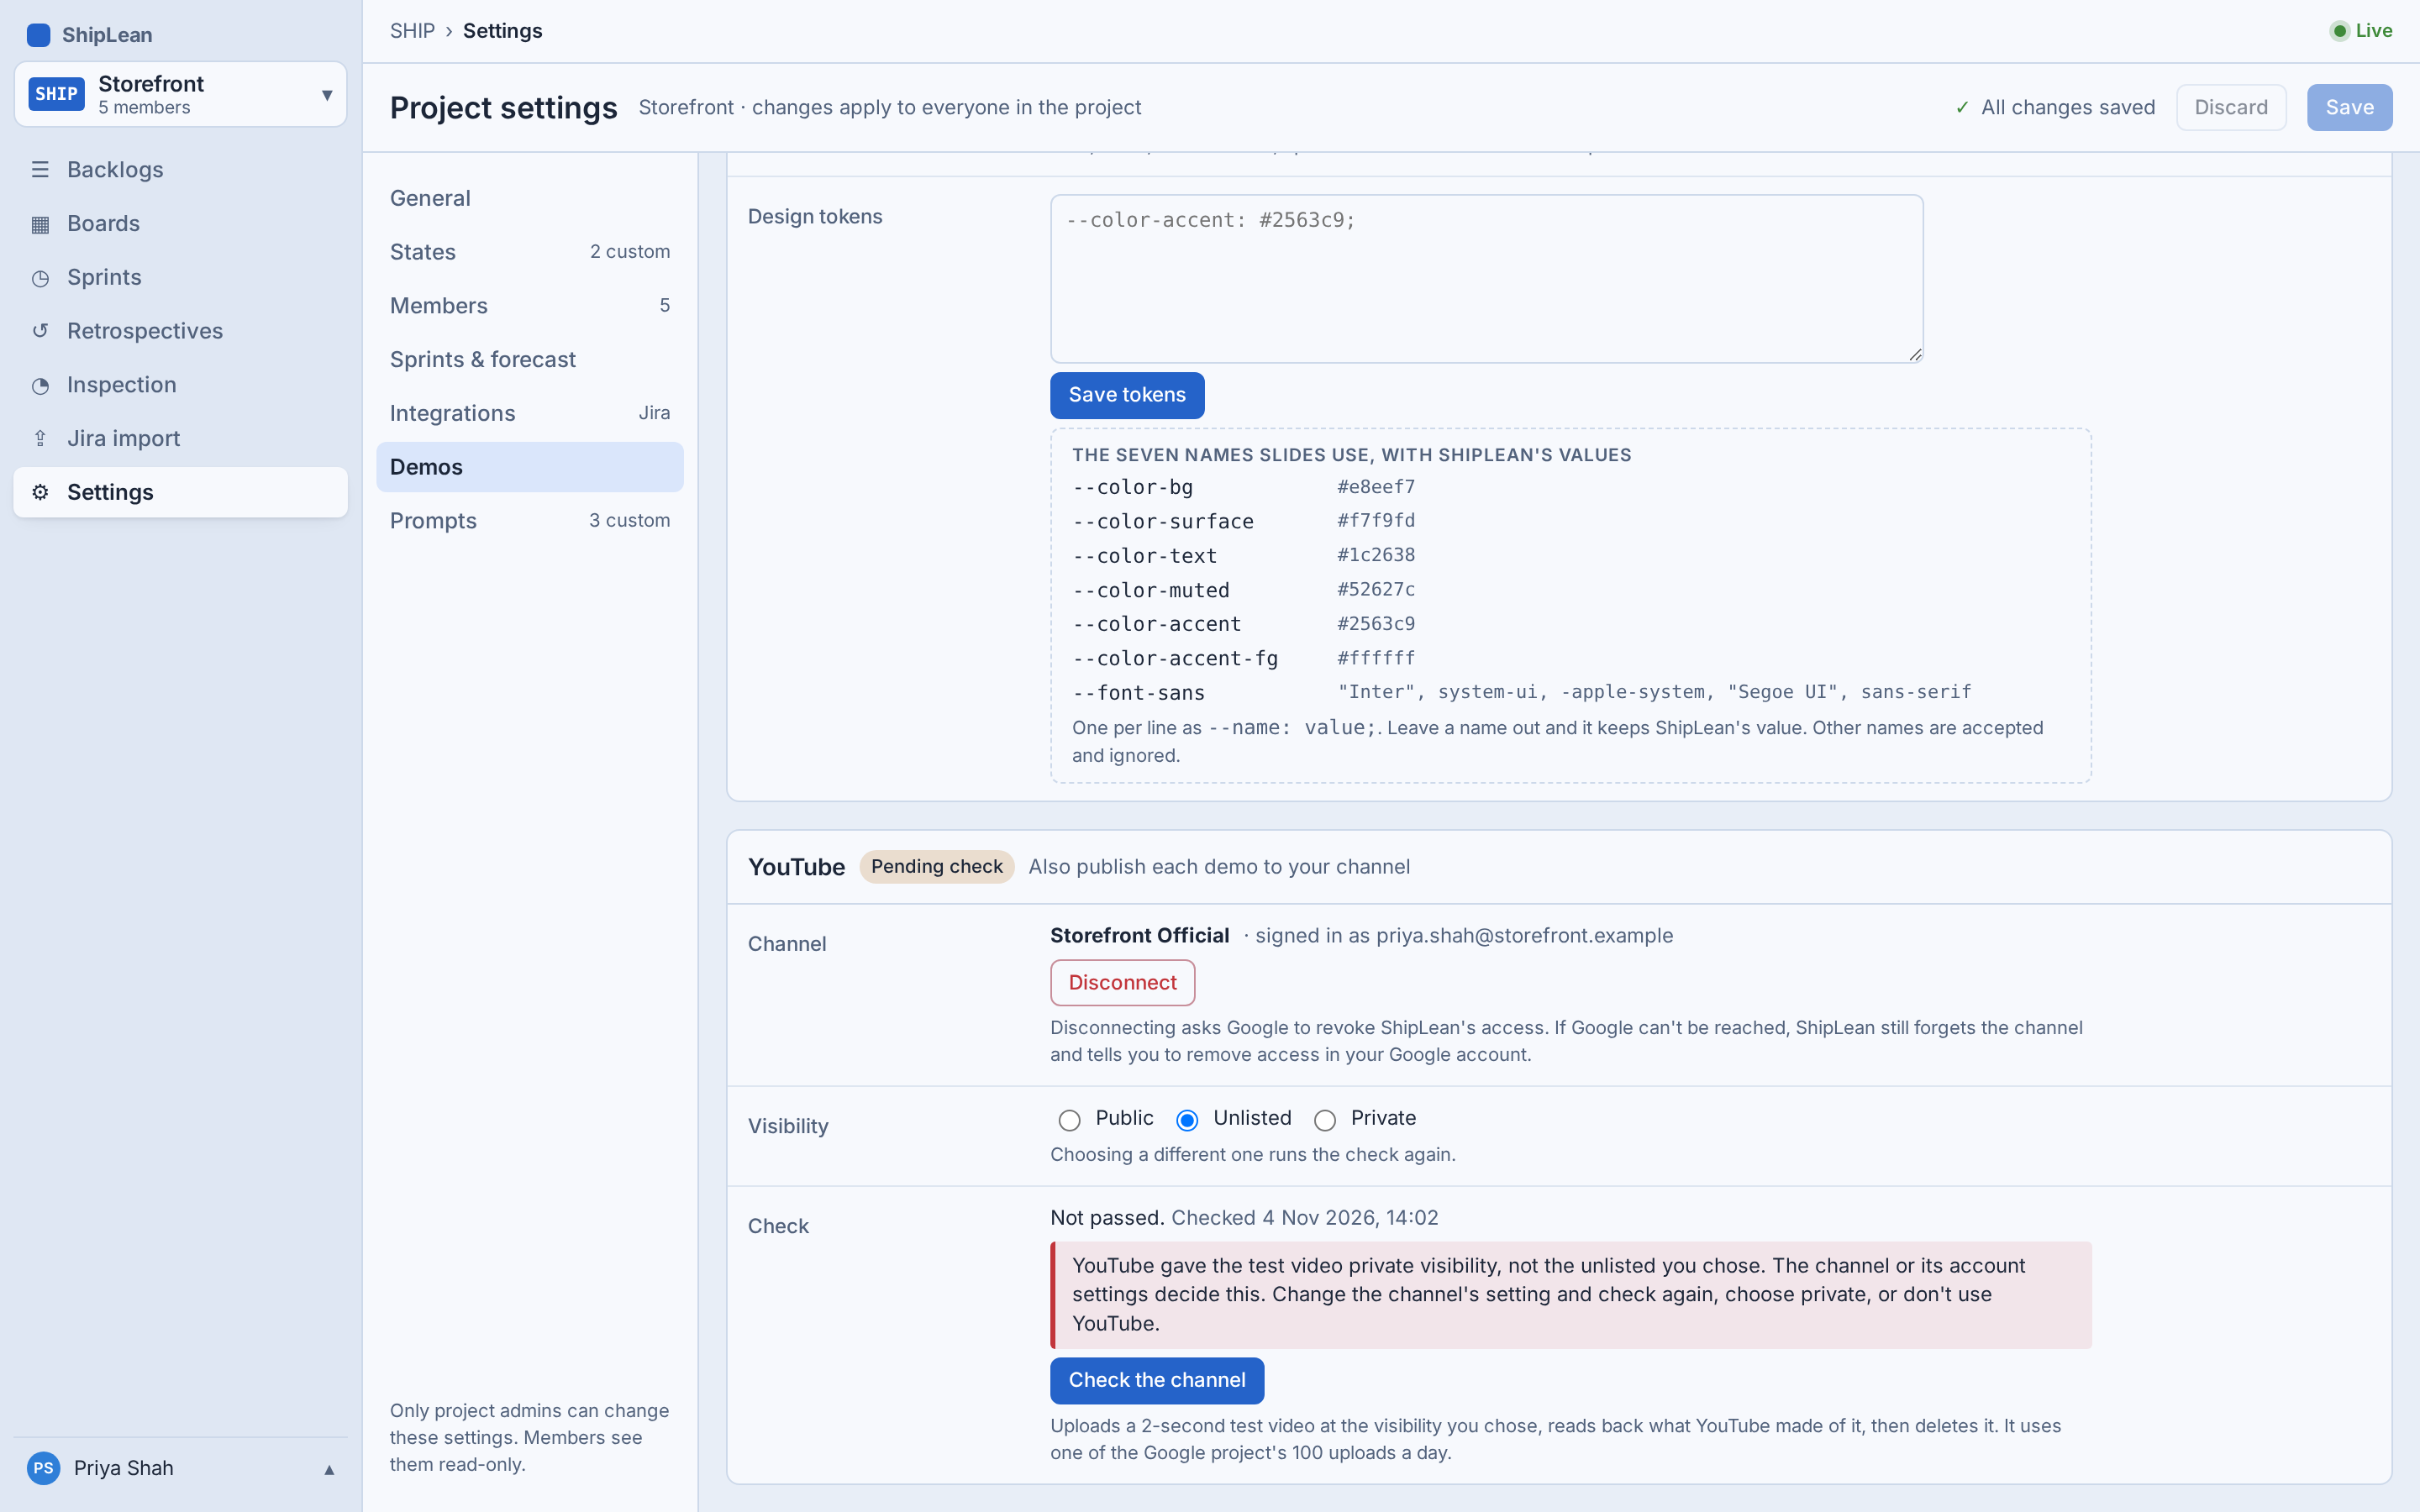 ShipLean
SHIP
Storefront
5 members
Backlogs
Boards
Sprints
Retrospectives
Inspection
Jira import
Settings
PS
Priya Shah
SHIP › Settings
Live
Project settings
Storefront · changes apply to everyone in the project
✓ All changes saved
Discard
Save
General
States 2 custom
Members 5
Sprints & forecast
Integrations Jira
Demos
Prompts 3 custom
Only project admins can change
these settings. Members see
them read-only.
Design tokens
--color-accent: #2563c9;
Save tokens
THE SEVEN NAMES SLIDES USE, WITH SHIPLEAN'S VALUES
--color-bg #e8eef7
--color-surface #f7f9fd
--color-text #1c2638
--color-muted #52627c
--color-accent #2563c9
--color-accent-fg #ffffff
--font-sans "Inter", system-ui, -apple-system, "Segoe UI", sans-serif
One per line as --name: value;. Leave a name out and it keeps ShipLean's value. Other names are accepted
and ignored.
YouTube Pending check Also publish each demo to your channel
Channel
Storefront Official · signed in as priya.shah@storefront.example
Disconnect
Disconnecting asks Google to revoke ShipLean's access. If Google can't be reached, ShipLean still forgets the channel
and tells you to remove access in your Google account.
Visibility
Public Unlisted Private
Choosing a different one runs the check again.
Check
Not passed. Checked 4 Nov 2026, 14:02
YouTube gave the test video private visibility, not the unlisted you chose. The channel or its account
settings decide this. Change the channel's setting and check again, choose private, or don't use
YouTube.
Check the channel
Uploads a 2-second test video at the visibility you chose, reads back what YouTube made of it, then deletes it. It uses
one of the Google project's 100 uploads a day.